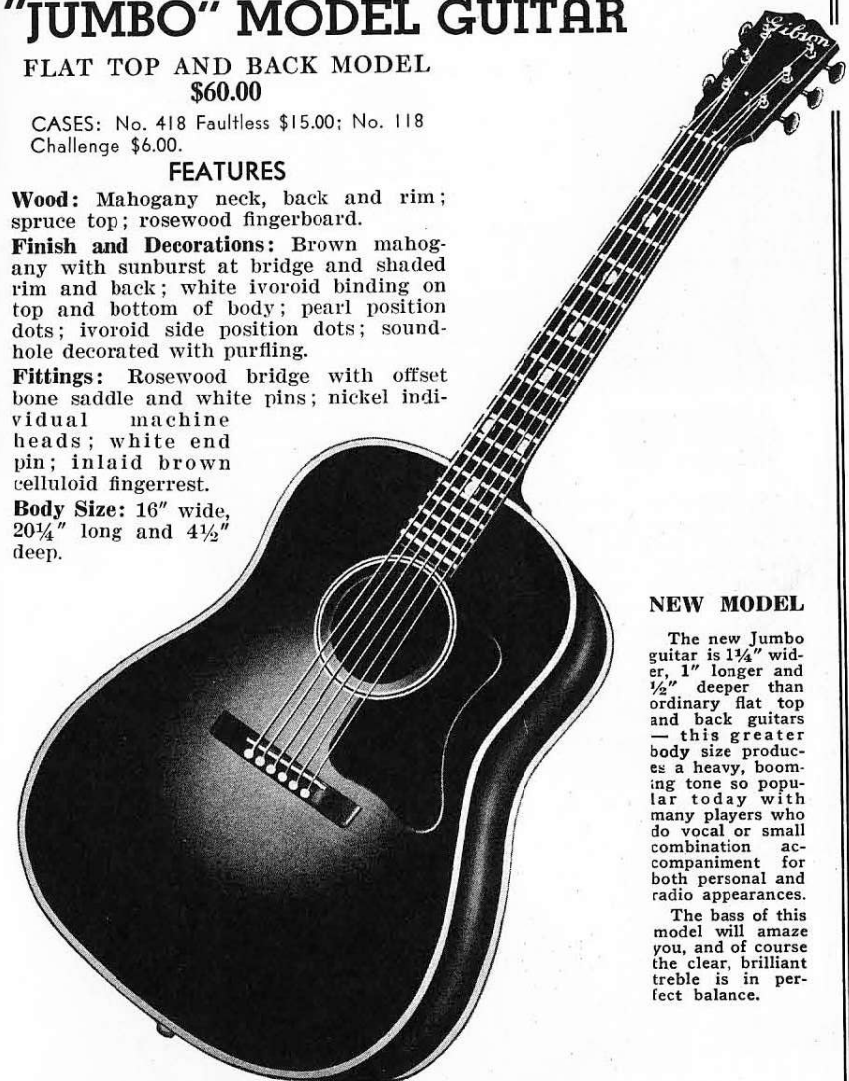 "JUMBO" MODEL GUITAR
FLAT TOP AND BACK MODEL
$60.00
CASES: No. 418 Faultless $15.00; No. 118
Challenge $6.00.
FEATURES
Wood: Mahogany neck, back and rim;
spruce top; rosewood fingerboard.
Finish and Decorations: Brown mahog-
any with sunburst at bridge and shaded
rim and back; white ivoroid binding on
top and bottom of body; pearl position
dots; ivoroid side position dots; sound-
hole decorated with purfling.
Fittings: Rosewood bridge with offset
bone saddle and white pins; nickel indi-
vidual machine
heads; white end
pin; inlaid brown
celluloid fingerrest.
Body Size: 16" wide,
20¼" long and 4½"
deep.
Gibson
NEW MODEL
The new Jumbo
guitar is 1¼" wid-
er, 1" longer and
½" deeper than
ordinary flat top
and back guitars
— this greater
body size produc-
es a heavy, boom-
ing tone so popu-
lar today with
many players who
do vocal or small
combination ac-
companiment for
both personal and
radio appearances.
The bass of this
model will amaze
you, and of course
the clear, brilliant
treble is in per-
fect balance.